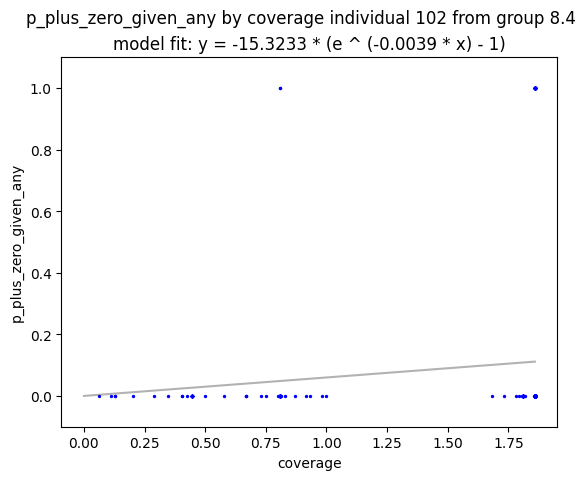 p_plus_zero_given_any by coverage individual 102 from group 8.4
model fit: y = -15.3233 * (e ^ (-0.0039 * x) - 1)
1.0
0.8
0.6
0.4
0.2
0.0
p_plus_zero_given_any
0.00 0.25 0.50 0.75 1.00 1.25 1.50 1.75
coverage